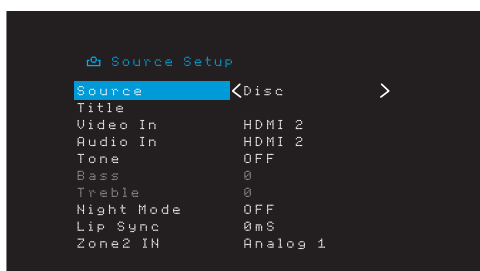 Source Setup
Source <Disc >
Title
Video In HDMI 2
Audio In HDMI 2
Tone OFF
Bass 0
Treble 0
Night Mode OFF
Lip Sync 0mS
Zone2 IN Analog 1